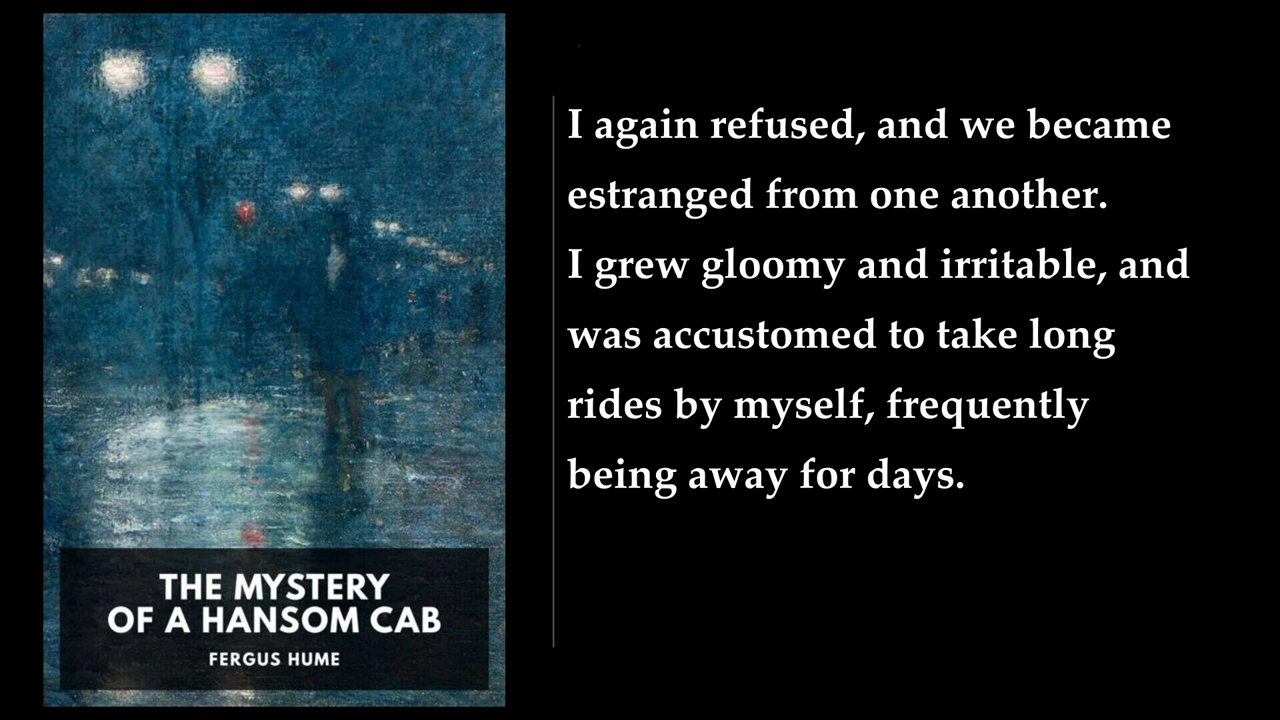 THE MYSTERY
OF A HANSOM CAB
FERGUS HUME
I again refused, and we became
estranged from one another.
I grew gloomy and irritable, and
was accustomed to take long
rides by myself, frequently
being away for days.